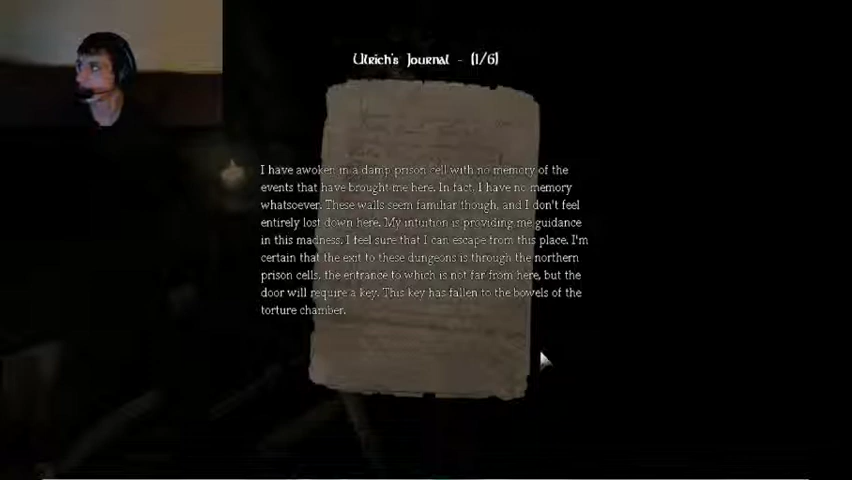 Ulrich's Journal - (1/6)
I have awoken in a damp prison cell with no memory of the
events that have brought me here. In fact, I have no memory
whatsoever. These walls seem familiar though, and I don't feel
entirely lost down here. My intuition is providing me guidance
in this madness. I feel sure that I can escape from this place. I'm
certain that the exit to these dungeons is through the northern
prison cells, the entrance to which is not far from here, but the
door will require a key. This key has fallen to the bowels of the
torture chamber.